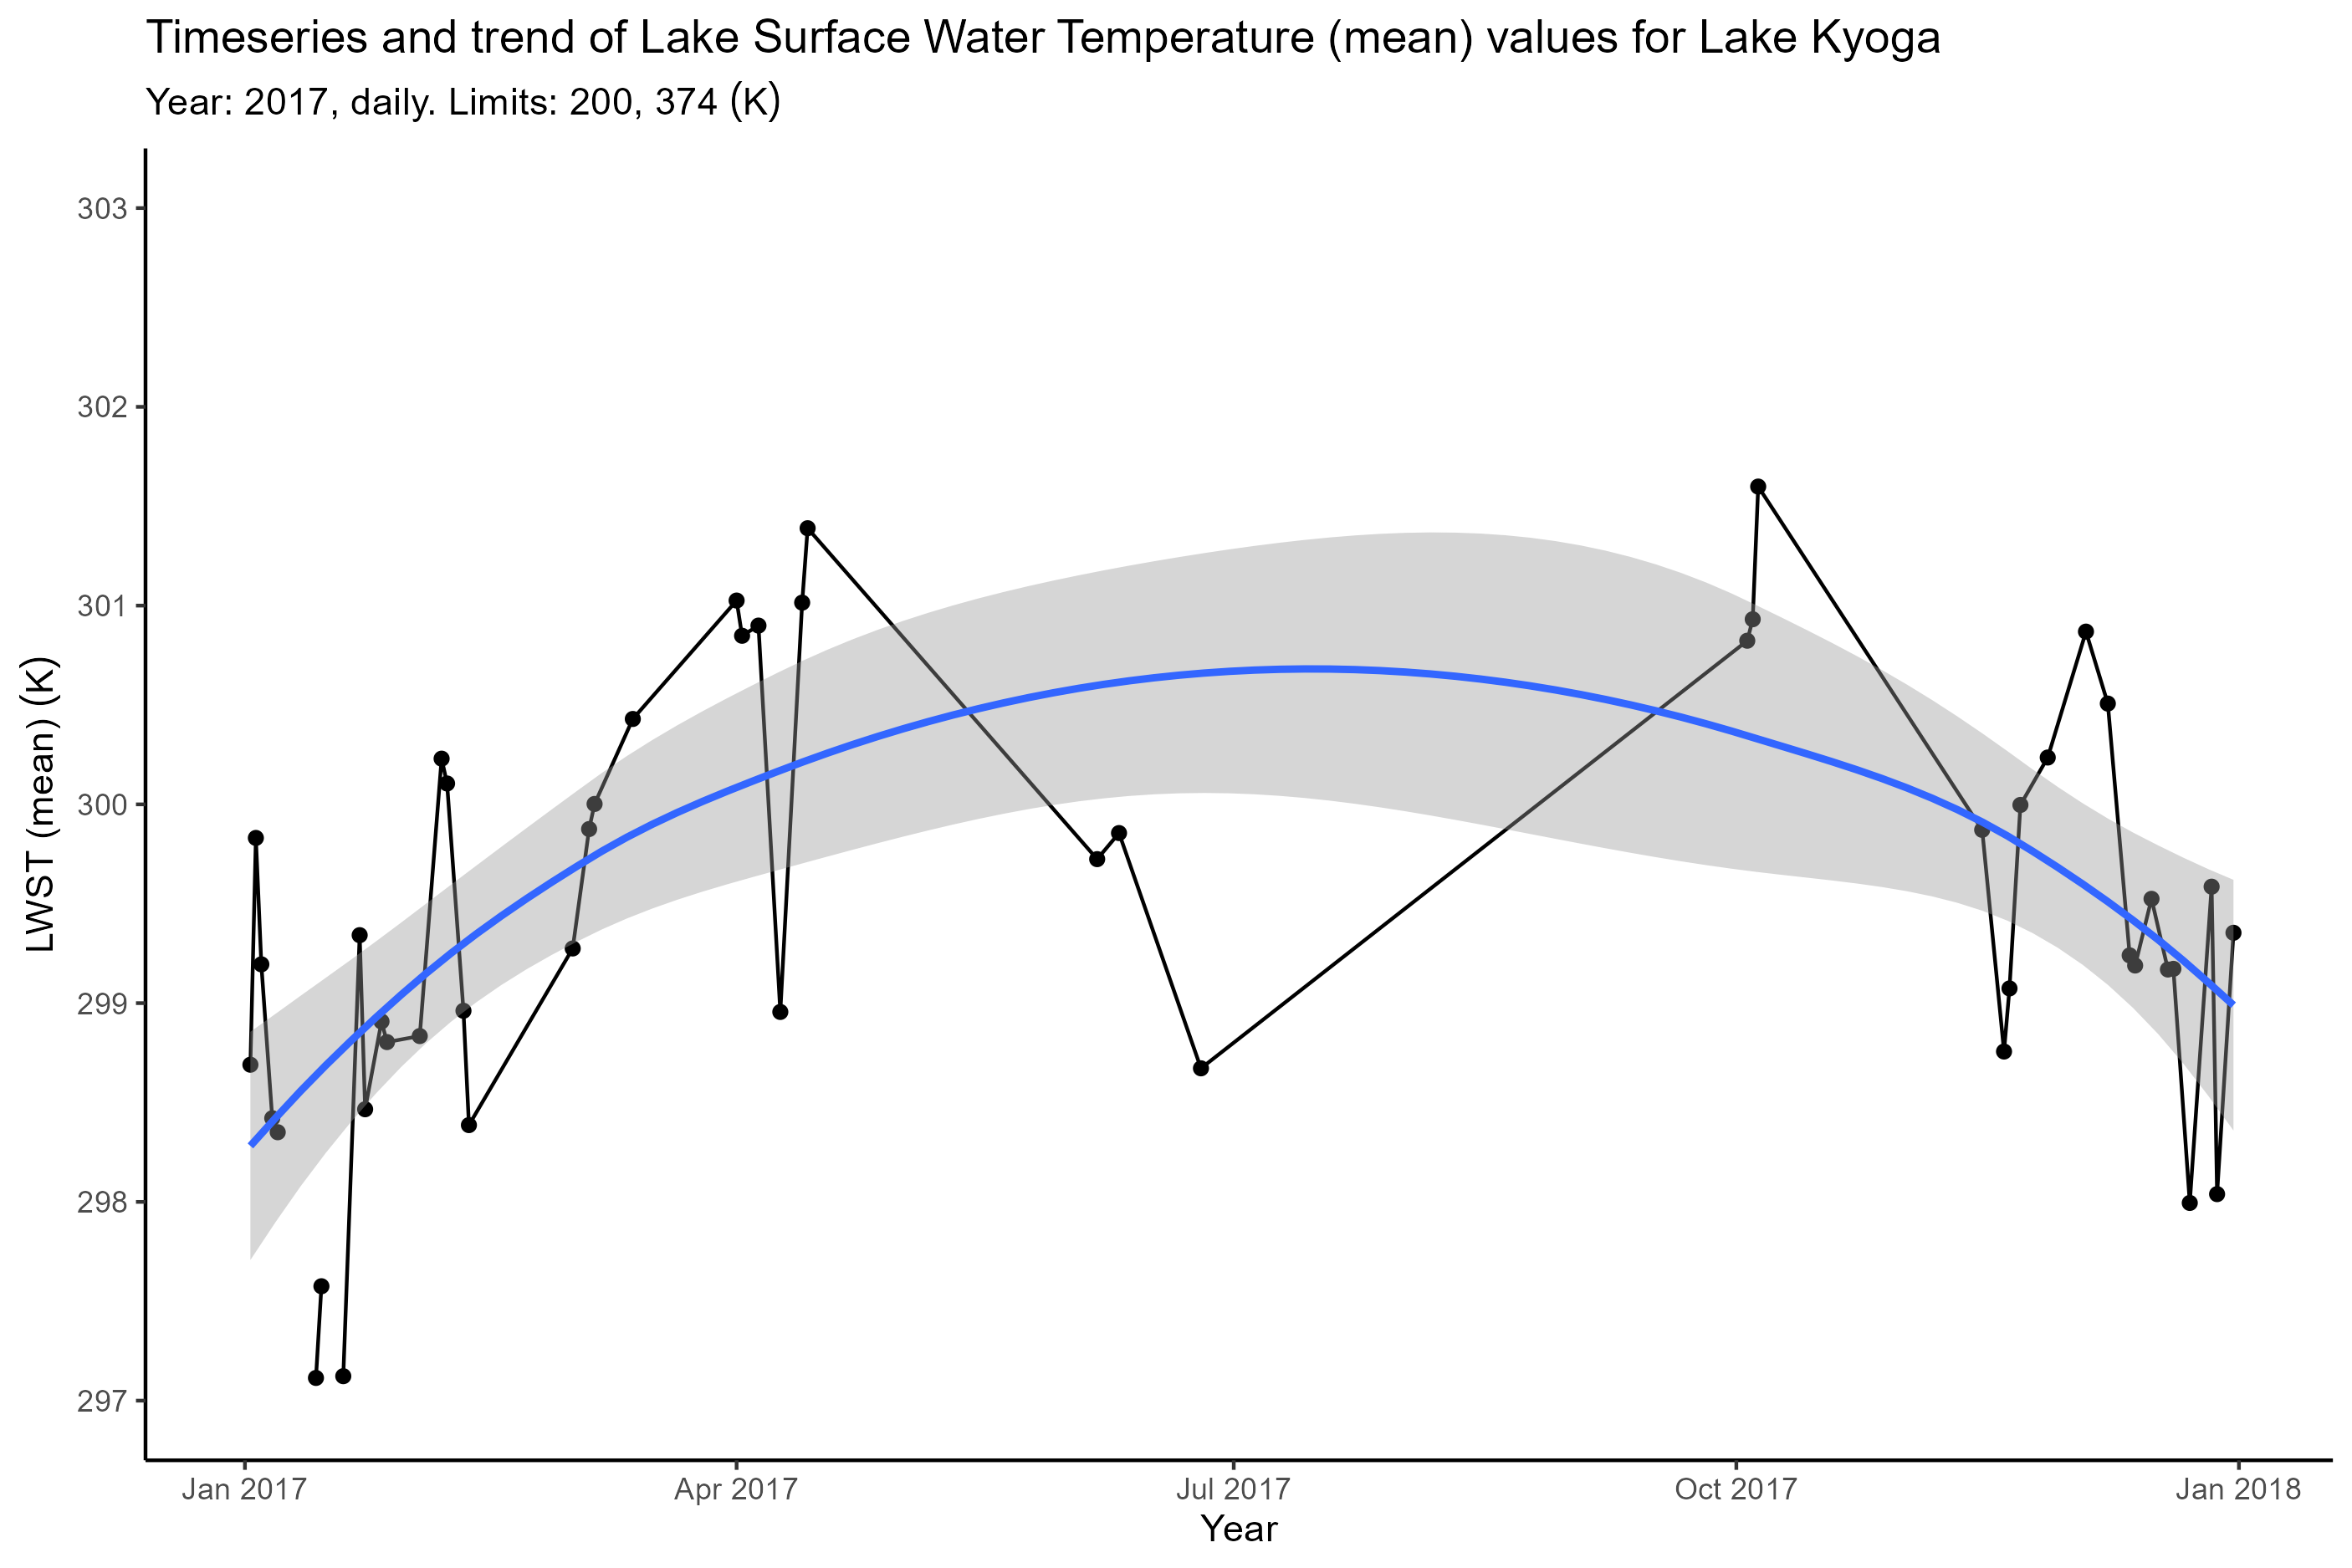 Timeseries and trend of Lake Surface Water Temperature (mean) values for Lake Kyoga
Year: 2017, daily. Limits: 200, 374 (K)
LWST (mean) (K)
303
302
301
300
299
298
297
Jan 2017 Apr 2017 Jul 2017 Oct 2017 Jan 2018
Year